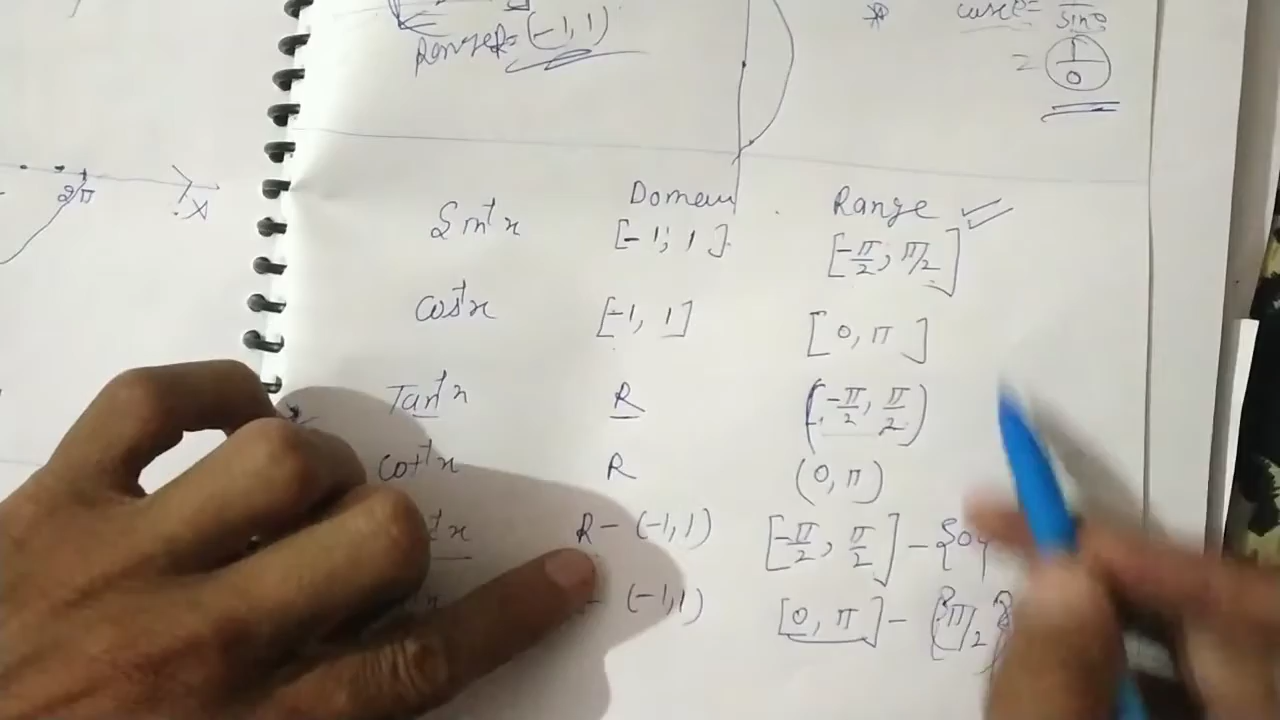 Range R = (-1, 1)
cosec θ = 1/sin θ
= 1/0
2π
X
Domain Range
Sin⁻¹x [-1, 1] [-π/2, π/2]
cos⁻¹x [-1, 1] [0, π]
Tan⁻¹x R (-π/2, π/2)
cot⁻¹x R (0, π)
x R - (-1, 1) [-π/2, π/2] - {0}
- (-1, 1) [0, π] - {π/2}